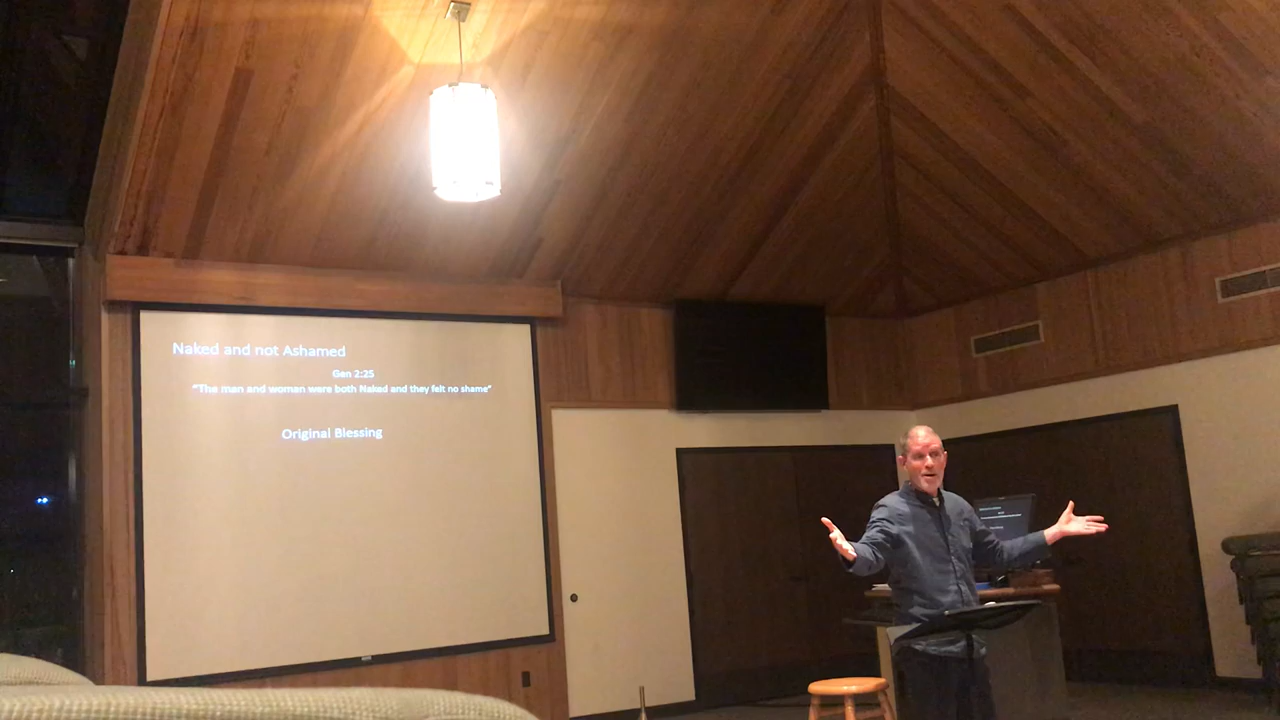 Naked and not Ashamed
Gen 2:25
"The man and woman were both Naked and they felt no shame"
Original Blessing